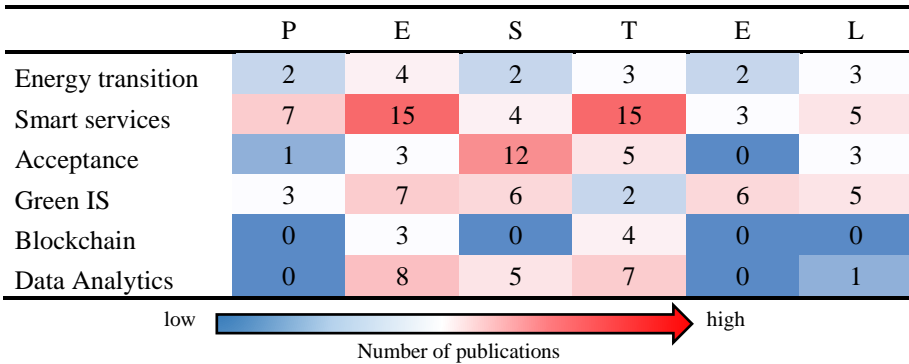 P E S T E L
Energy transition 2 4 2 3 2 3
Smart services 7 15 4 15 3 5
Acceptance 1 3 12 5 0 3
Green IS 3 7 6 2 6 5
Blockchain 0 3 0 4 0 0
Data Analytics 0 8 5 7 0 1
low high
Number of publications